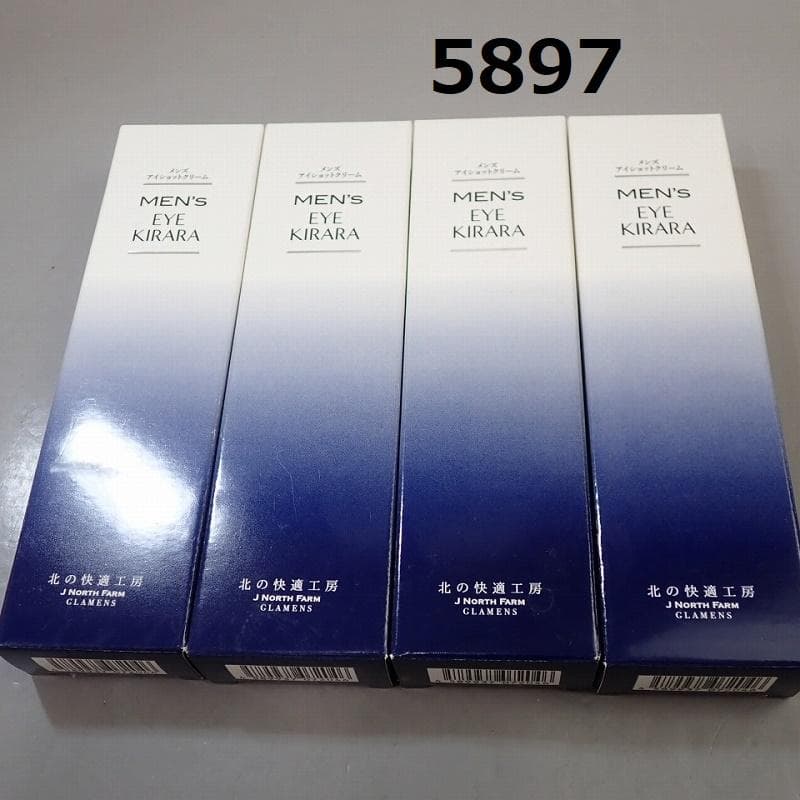 5897
メンズ
アイショットクリーム
MEN's
EYE
KIRARA
北の快適工房
J NORTH FARM
GLAMENS
メンズ
アイショットクリーム
MEN's
EYE
KIRARA
北の快適工房
J NORTH FARM
GLAMENS
メンズ
アイショットクリーム
MEN's
EYE
KIRARA
北の快適工房
J NORTH FARM
GLAMENS
メンズ
アイショットクリーム
MEN's
EYE
KIRARA
北の快適工房
J NORTH FARM
GLAMENS